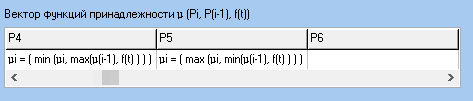 Вектор функций принадлежности μ (Pi, P(i-1), f(t))
P4 P5 P6
μi = ( min (μi, max(μ(i-1), f(t) ) ) ) μi = ( max (μi, min(μ(i-1), f(t) ) ) )